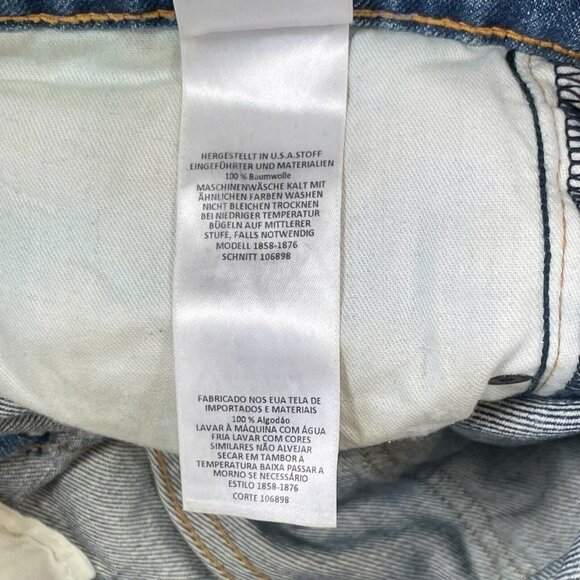 HERGESTELLT IN U.S.A.STOFF
EINGEFÜHRTER UND MATERIALIEN
100 % Baumwolle
MASCHINENWÄSCHE KALT MIT
ÄHNLICHEN FARBEN WASHEN
NICHT BLEICHEN TROCKNEN
BEI NIEDRIGER TEMPERATUR
BÜGELN AUF MITTLERER
STUFE, FALLS NOTWENDIG
MODELL 1858-1876
SCHNITT 106898
FABRICADO NOS EUA TELA DE
IMPORTADOS E MATERIAIS
100 % Algodão
LAVAR À MÁQUINA COM ÁGUA
FRIA LAVAR COM CORES
SIMILARES NÃO ALVEJAR
SECAR EM TAMBOR A
TEMPERATURA BAIXA PASSAR A
MORNO SE NECESSÁRIO
ESTILO 1858-1876
CORTE 106898